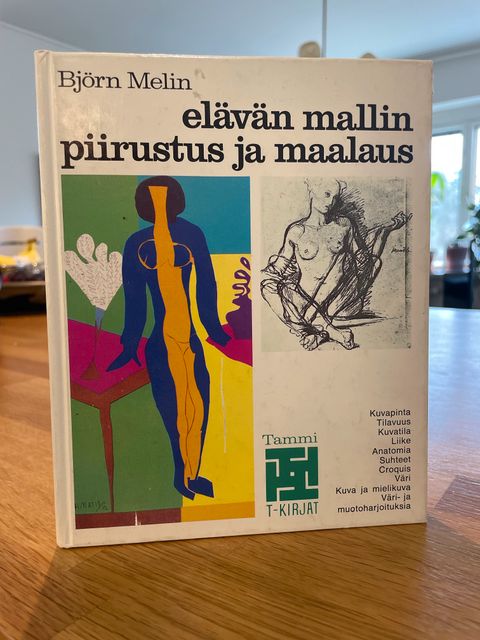 Björn Melin
elävän mallin
piirustus ja maalaus
H. MATISSE
Tammi
T-KIRJAT
Kuvapinta
Tilavuus
Kuvatila
Liike
Anatomia
Suhteet
Croquis
Väri
Kuva ja mielikuva
Väri- ja
muotoharjoituksia